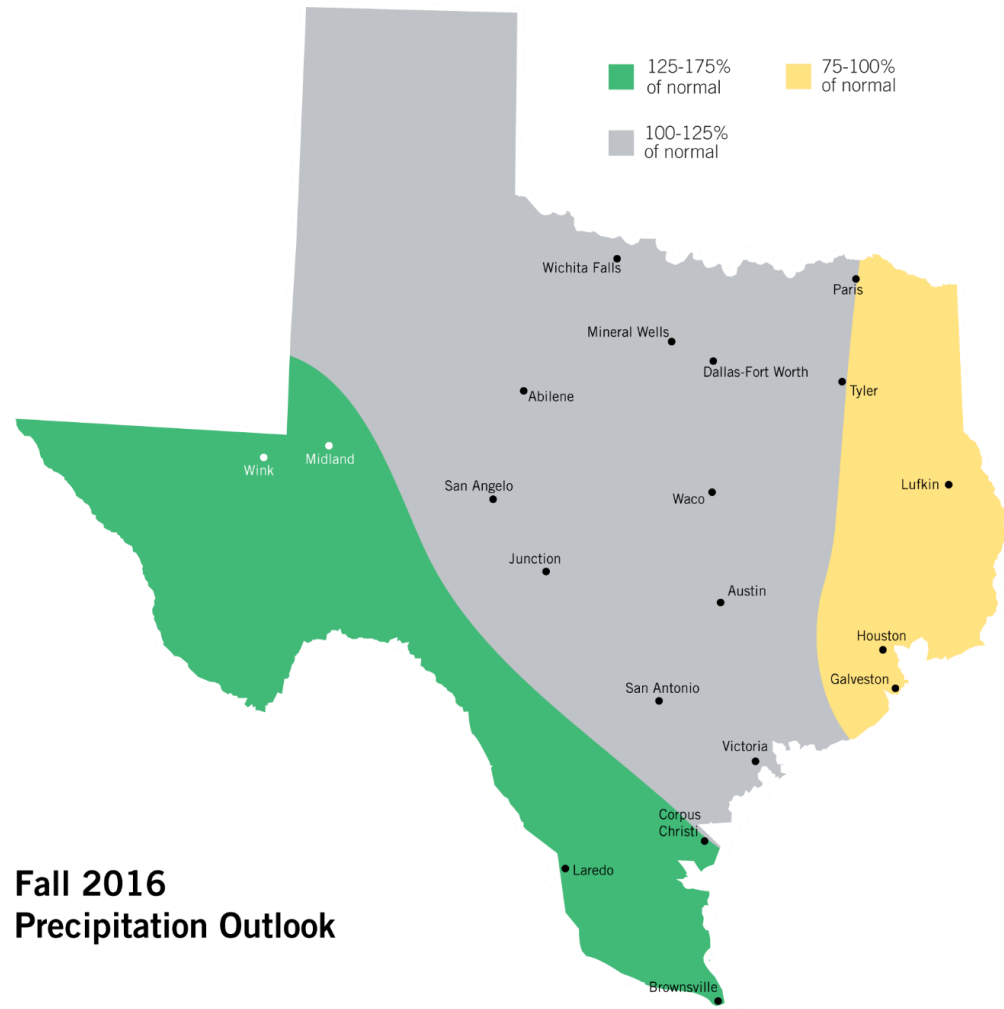 125-175%
of normal
75-100%
of normal
100-125%
of normal
Wichita Falls
Paris
Mineral Wells
Dallas-Fort Worth
Tyler
Abilene
Midland
Wink
San Angelo
Waco
Lufkin
Junction
Austin
Houston
Galveston
San Antonio
Victoria
Corpus
Christi
Laredo
Fall 2016
Precipitation Outlook
Brownsville